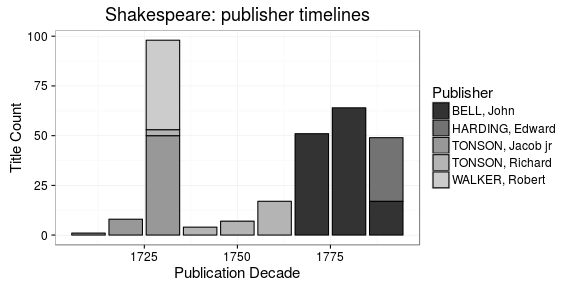 Shakespeare: publisher timelines
100
75
50
25
0
Title Count
1725
1750
1775
Publication Decade
Publisher
BELL, John
HARDING, Edward
TONSON, Jacob jr
TONSON, Richard
WALKER, Robert